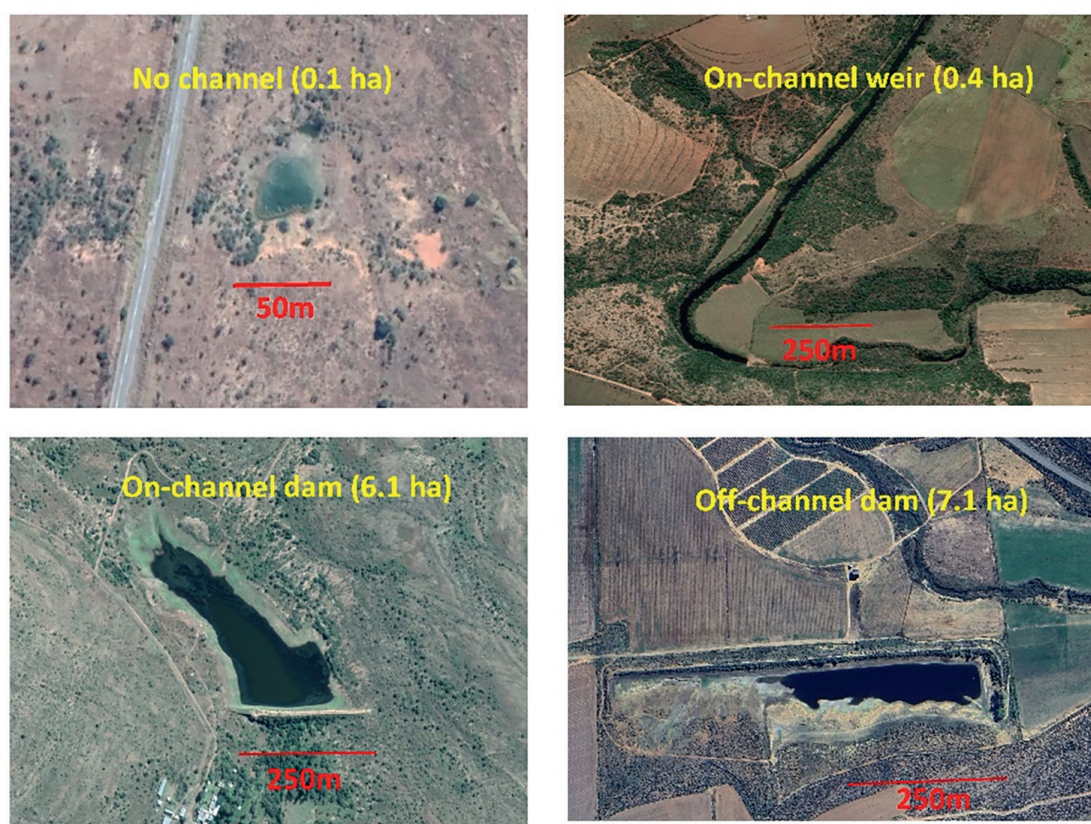 No channel (0.1 ha)
50m
On-channel weir (0.4 ha)
250m
On-channel dam (6.1 ha)
250m
Off-channel dam (7.1 ha)
250m